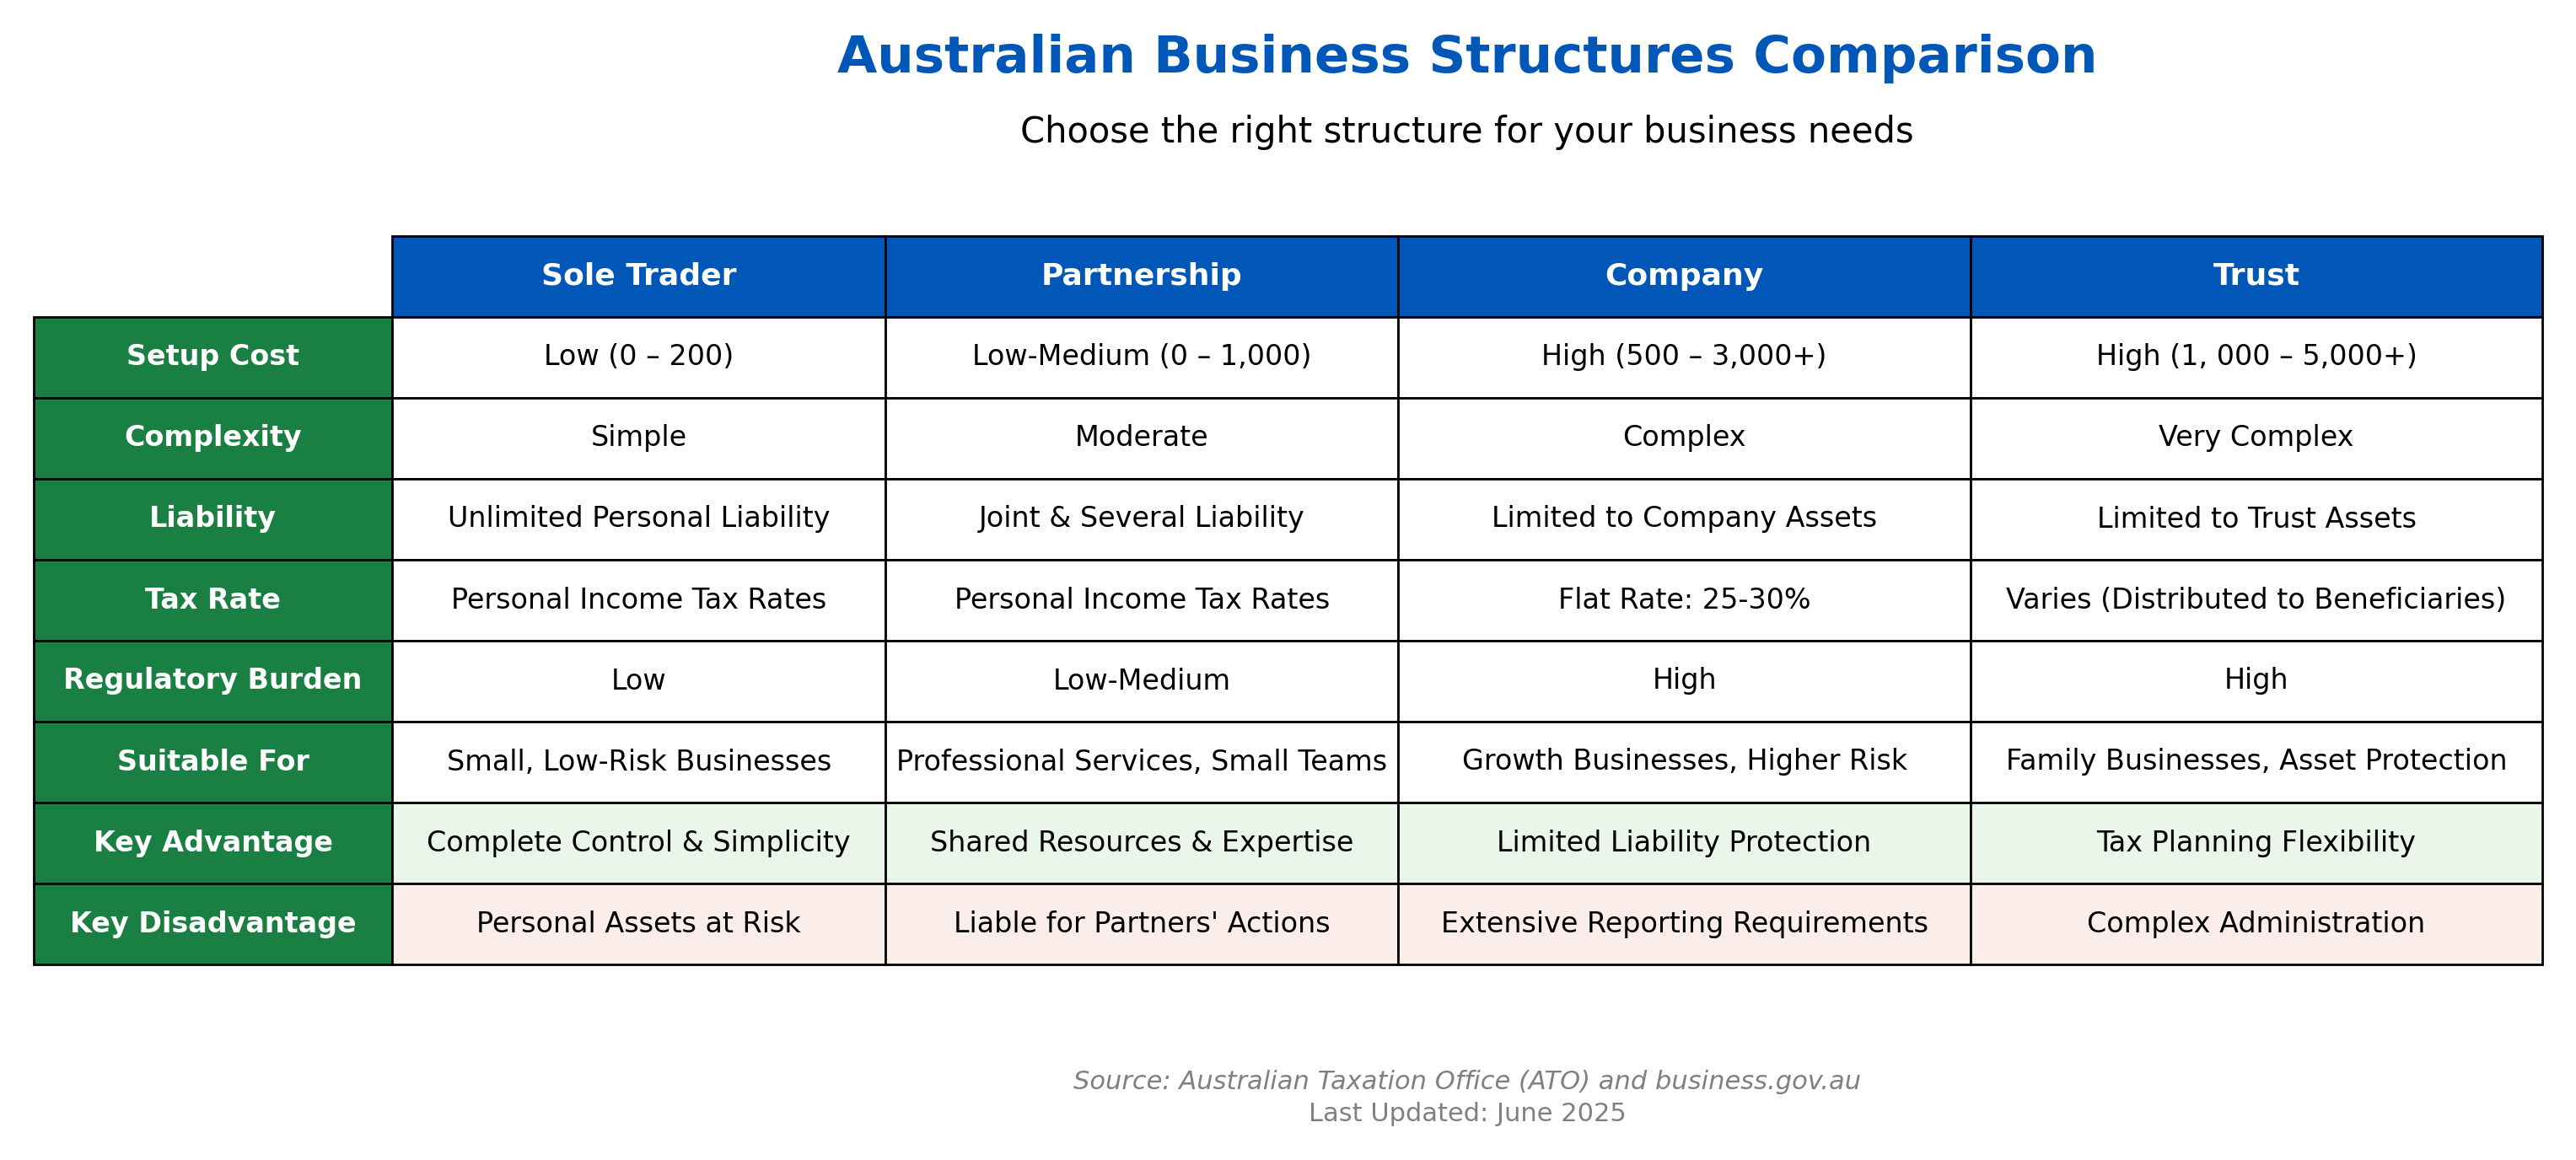 Australian Business Structures Comparison
Choose the right structure for your business needs
Sole Trader Partnership Company Trust
Setup Cost Low (0 – 200) Low-Medium (0 – 1,000) High (500 – 3,000+) High (1, 000 – 5,000+)
Complexity Simple Moderate Complex Very Complex
Liability Unlimited Personal Liability Joint & Several Liability Limited to Company Assets Limited to Trust Assets
Tax Rate Personal Income Tax Rates Personal Income Tax Rates Flat Rate: 25-30% Varies (Distributed to Beneficiaries)
Regulatory Burden Low Low-Medium High High
Suitable For Small, Low-Risk Businesses Professional Services, Small Teams Growth Businesses, Higher Risk Family Businesses, Asset Protection
Key Advantage Complete Control & Simplicity Shared Resources & Expertise Limited Liability Protection Tax Planning Flexibility
Key Disadvantage Personal Assets at Risk Liable for Partners' Actions Extensive Reporting Requirements Complex Administration
Source: Australian Taxation Office (ATO) and business.gov.au
Last Updated: June 2025